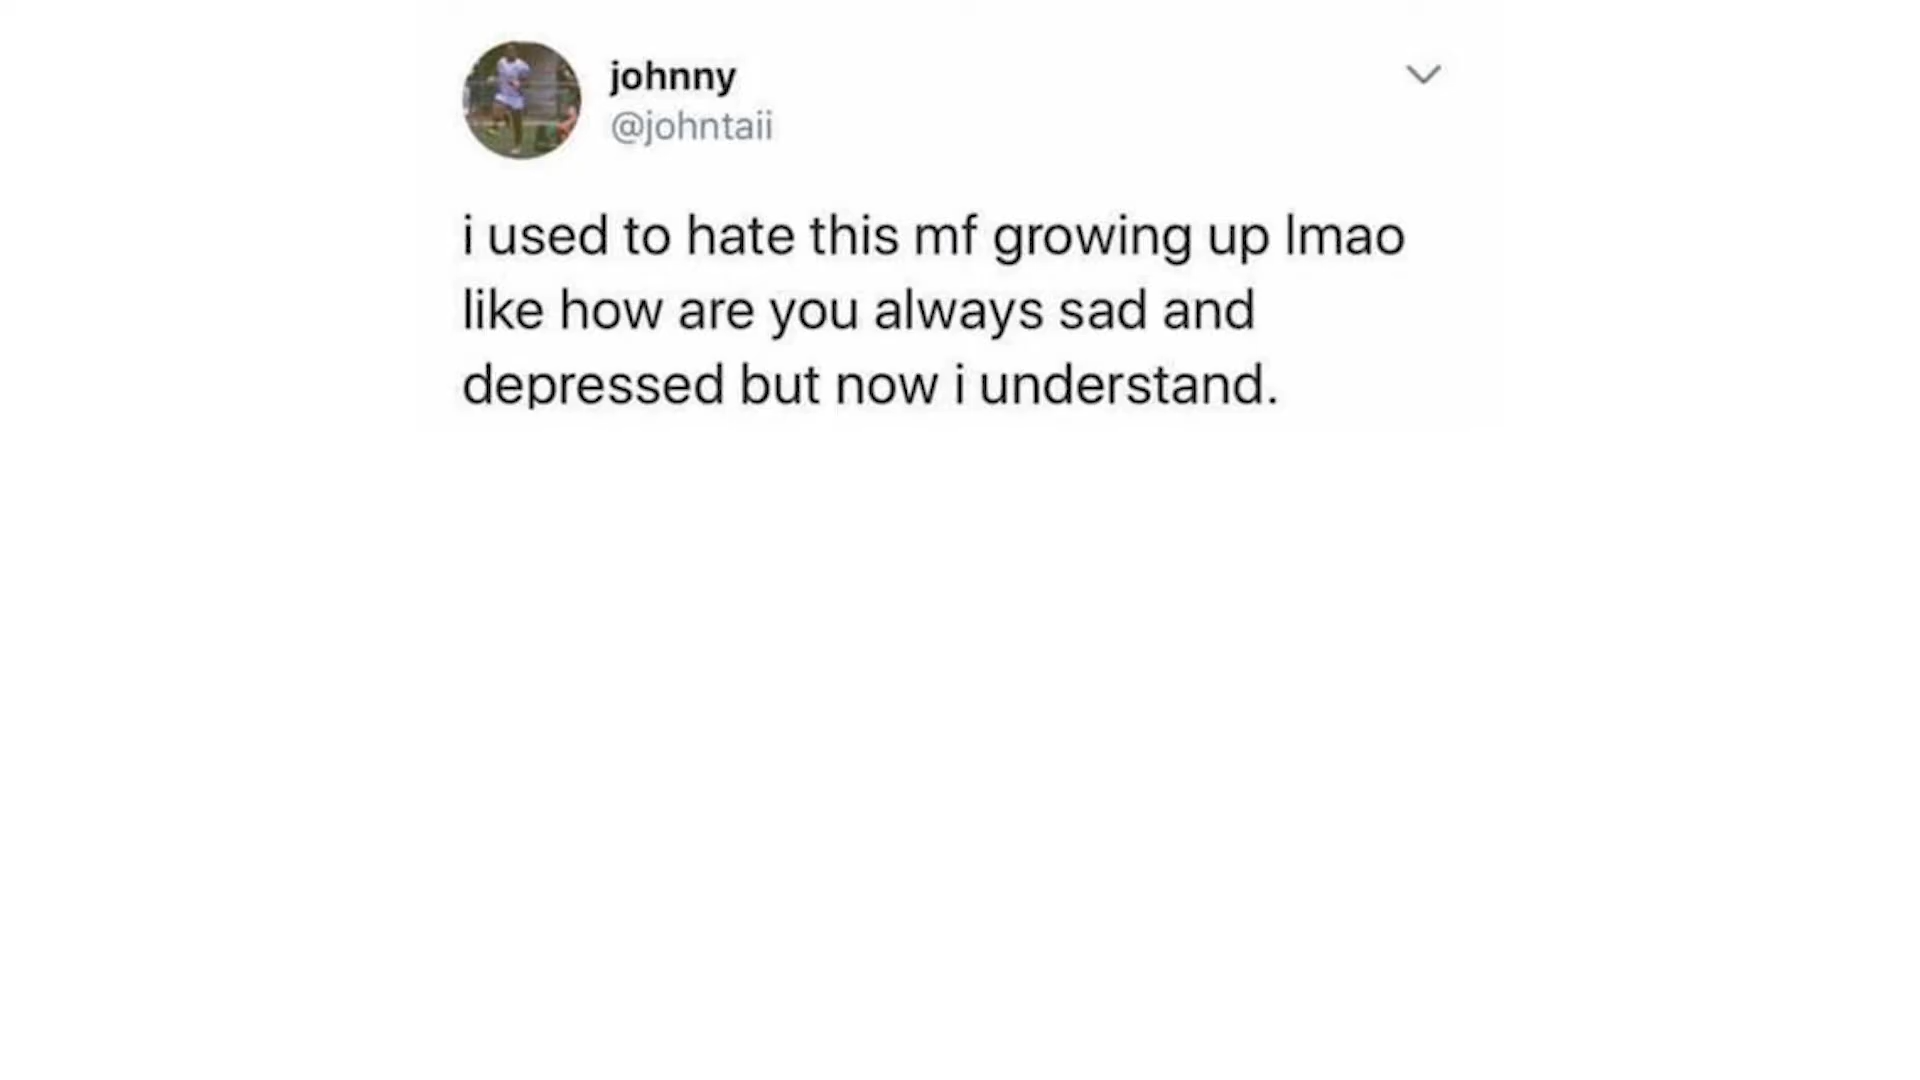 johnny
@johntaii
i used to hate this mf growing up lmao
like how are you always sad and
depressed but now i understand.